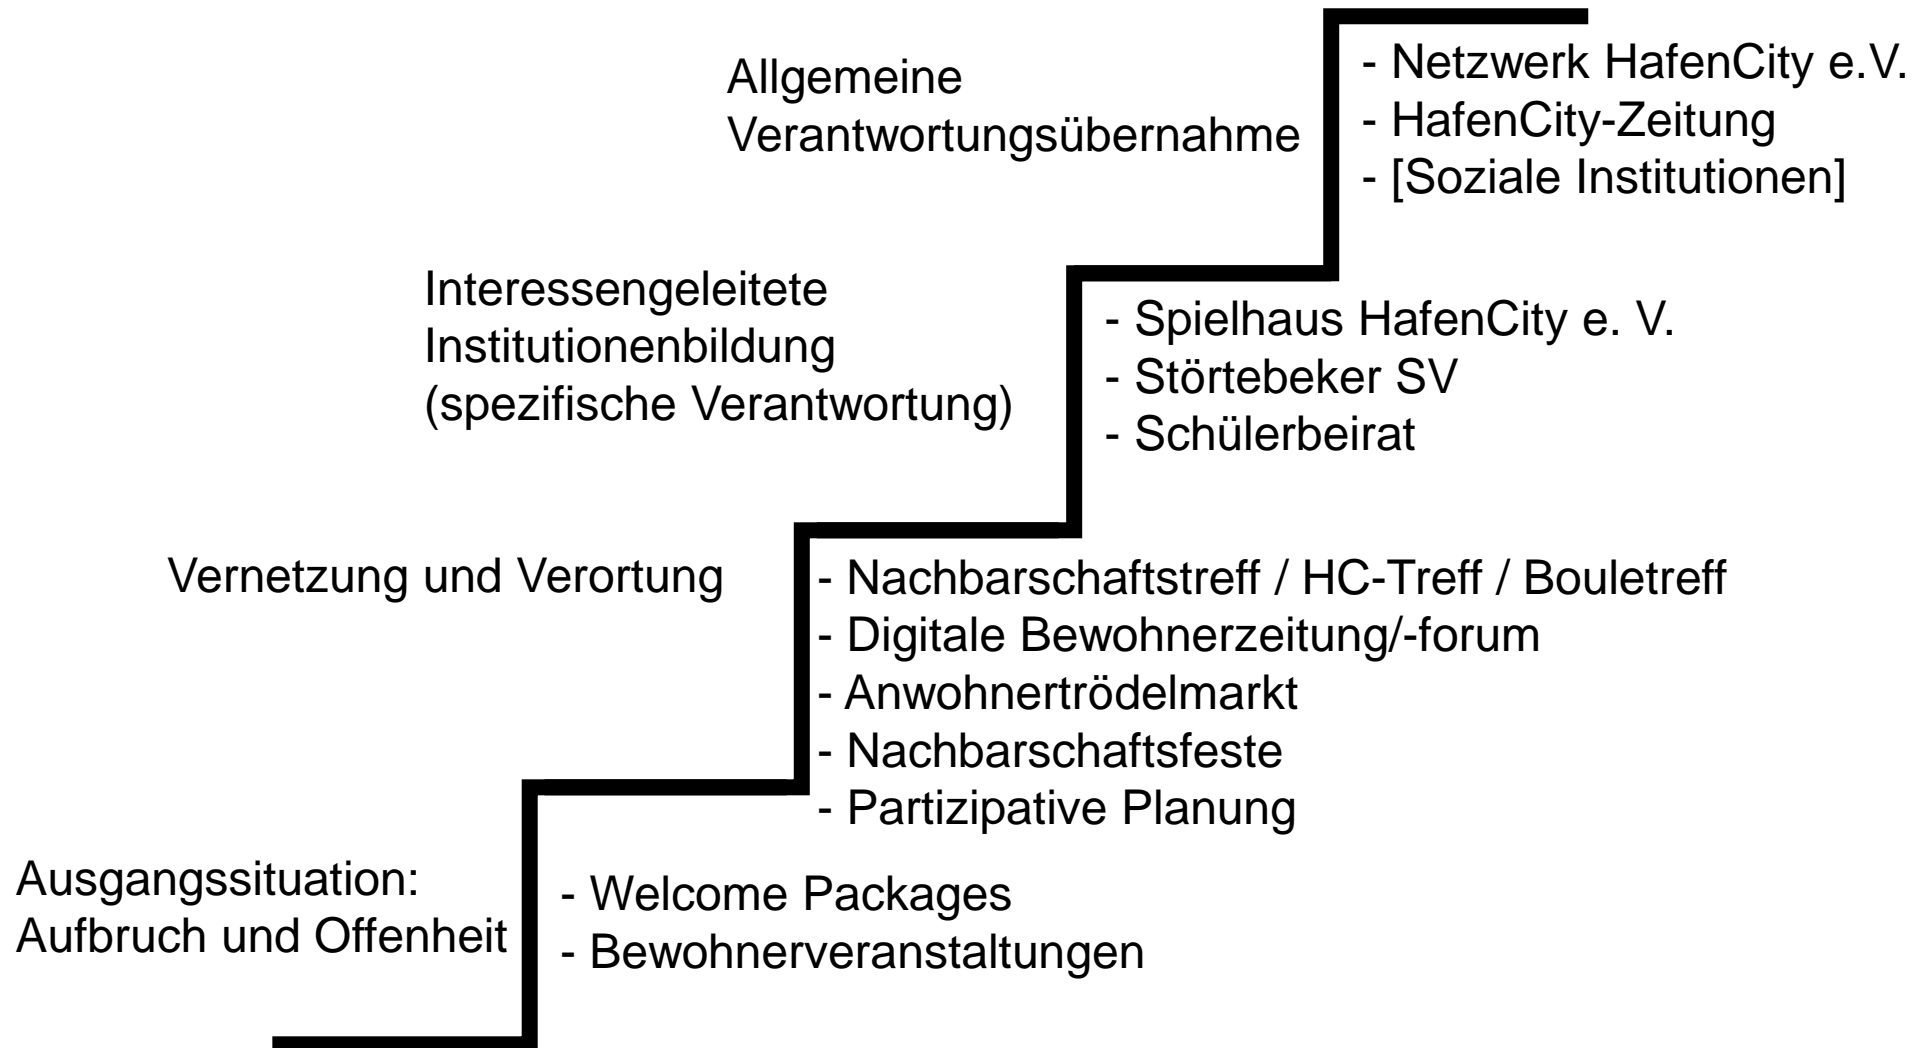 Allgemeine
Verantwortungsübernahme
- Netzwerk HafenCity e.V.
- HafenCity-Zeitung
- [Soziale Institutionen]
Interessengeleitete
Institutionenbildung
(spezifische Verantwortung)
- Spielhaus HafenCity e. V.
- Störtebeker SV
- Schülerbeirat
Vernetzung und Verortung
- Nachbarschaftstreff / HC-Treff / Bouletreff
- Digitale Bewohnerzeitung/-forum
- Anwohnertrödelmarkt
- Nachbarschaftsfeste
- Partizipative Planung
Ausgangssituation:
Aufbruch und Offenheit
- Welcome Packages
- Bewohnerveranstaltungen